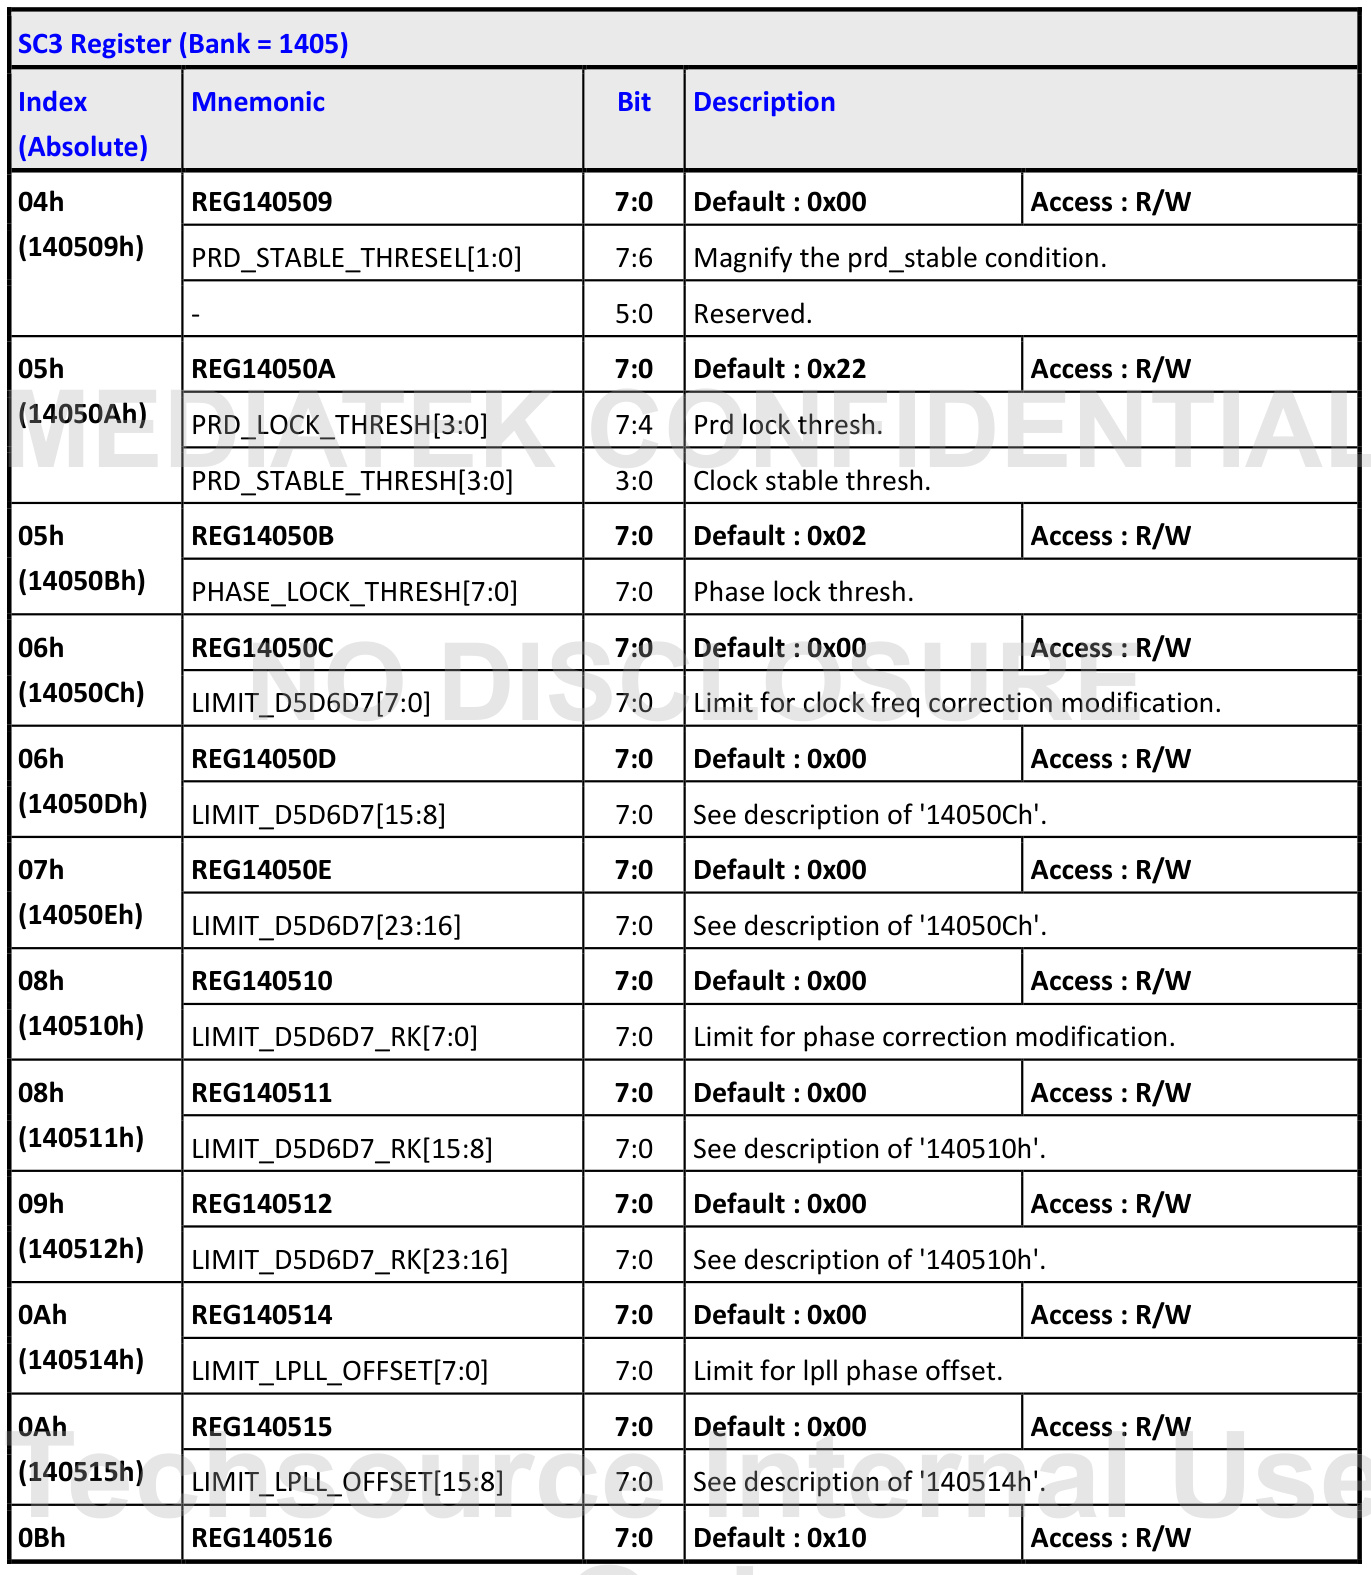 SC3 Register (Bank = 1405)
Index (Absolute) Mnemonic Bit Description
04h (140509h) REG140509 7:0 Default : 0x00 Access : R/W
PRD_STABLE_THRESEL[1:0] 7:6 Magnify the prd_stable condition.
- 5:0 Reserved.
05h (14050Ah) REG14050A 7:0 Default : 0x22 Access : R/W
PRD_LOCK_THRESH[3:0] 7:4 Prd lock thresh.
MEDIATEK CONFIDENTIAL
PRD_STABLE_THRESH[3:0] 3:0 Clock stable thresh.
05h (14050Bh) REG14050B 7:0 Default : 0x02 Access : R/W
PHASE_LOCK_THRESH[7:0] 7:0 Phase lock thresh.
06h (14050Ch) REG14050C 7:0 Default : 0x00 Access : R/W
NO DISCLOSURE
LIMIT_D5D6D7[7:0] 7:0 Limit for clock freq correction modification.
06h (14050Dh) REG14050D 7:0 Default : 0x00 Access : R/W
LIMIT_D5D6D7[15:8] 7:0 See description of '14050Ch'.
07h (14050Eh) REG14050E 7:0 Default : 0x00 Access : R/W
LIMIT_D5D6D7[23:16] 7:0 See description of '14050Ch'.
08h (140510h) REG140510 7:0 Default : 0x00 Access : R/W
LIMIT_D5D6D7_RK[7:0] 7:0 Limit for phase correction modification.
08h (140511h) REG140511 7:0 Default : 0x00 Access : R/W
LIMIT_D5D6D7_RK[15:8] 7:0 See description of '140510h'.
09h (140512h) REG140512 7:0 Default : 0x00 Access : R/W
LIMIT_D5D6D7_RK[23:16] 7:0 See description of '140510h'.
0Ah (140514h) REG140514 7:0 Default : 0x00 Access : R/W
LIMIT_LPLL_OFFSET[7:0] 7:0 Limit for lpll phase offset.
0Ah (140515h) REG140515 7:0 Default : 0x00 Access : R/W
Techsource Internal Use
LIMIT_LPLL_OFFSET[15:8] 7:0 See description of '140514h'.
0Bh REG140516 7:0 Default : 0x10 Access : R/W